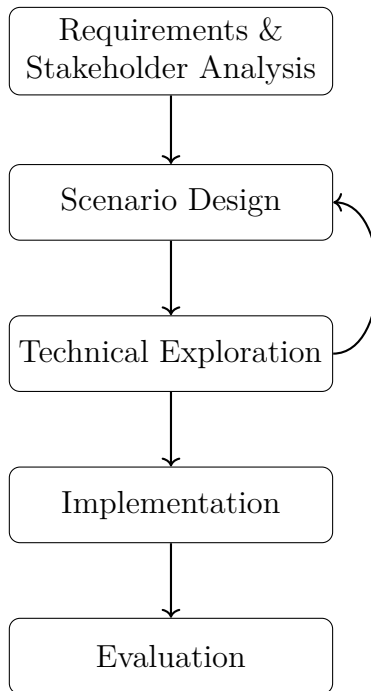 Requirements &
Stakeholder Analysis
Scenario Design
Technical Exploration
Implementation
Evaluation